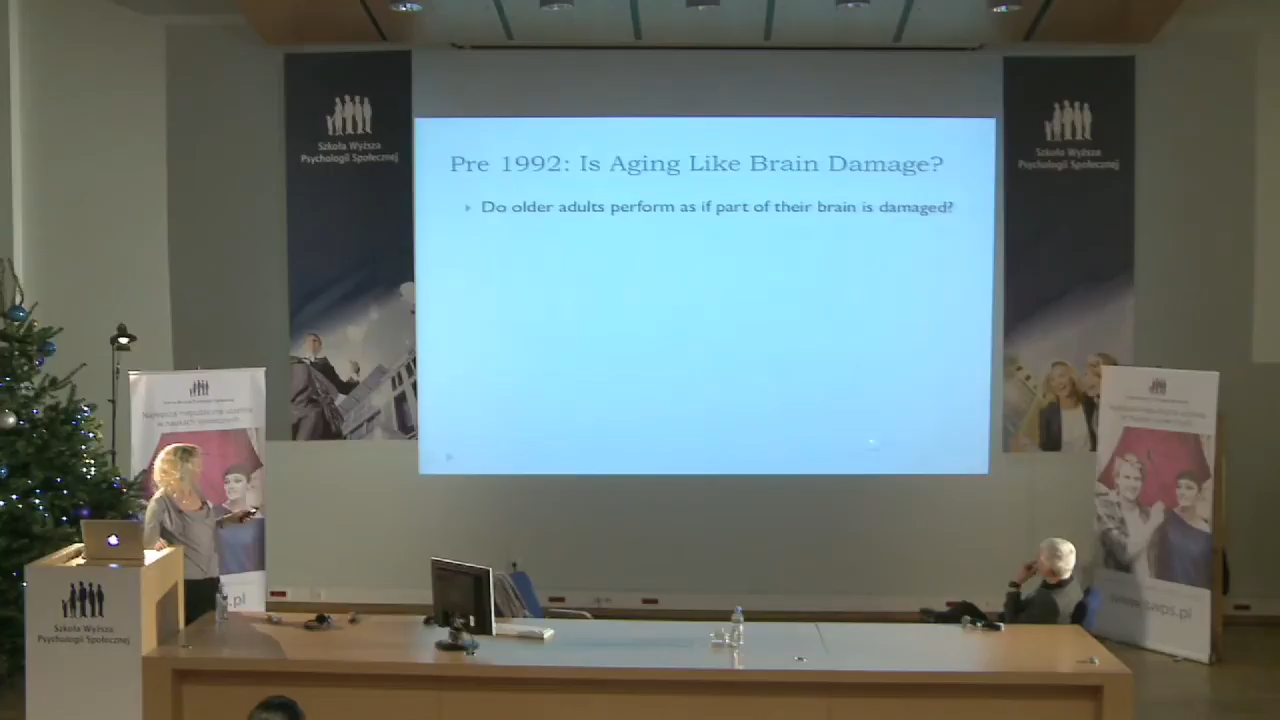 Szkoła Wyższa
Psychologii Społecznej
Szkoła Wyższa
Psychologii Społecznej
Pre 1992: Is Aging Like Brain Damage?
Do older adults perform as if part of their brain is damaged?
Szkoła Wyższa
Psychologii Społecznej
.pl